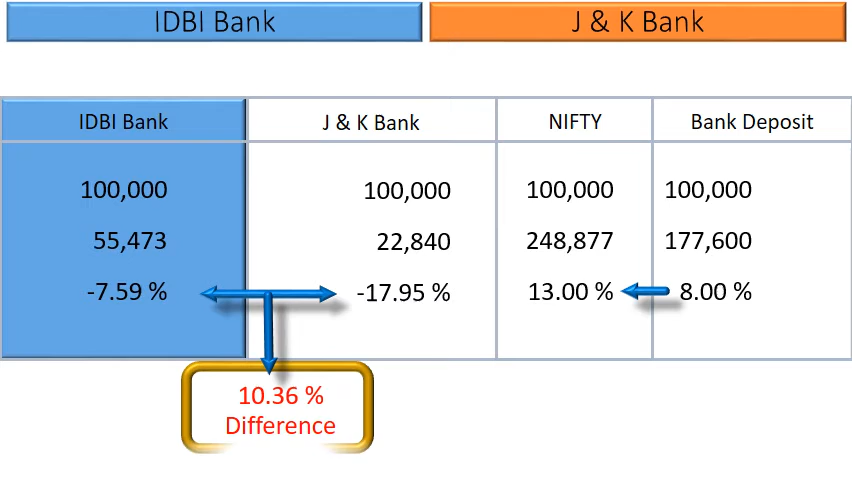 IDBI Bank J & K Bank
IDBI Bank J & K Bank NIFTY Bank Deposit
100,000 100,000 100,000 100,000
55,473 22,840 248,877 177,600
-7.59 % -17.95 % 13.00 % 8.00 %
10.36 %
Difference